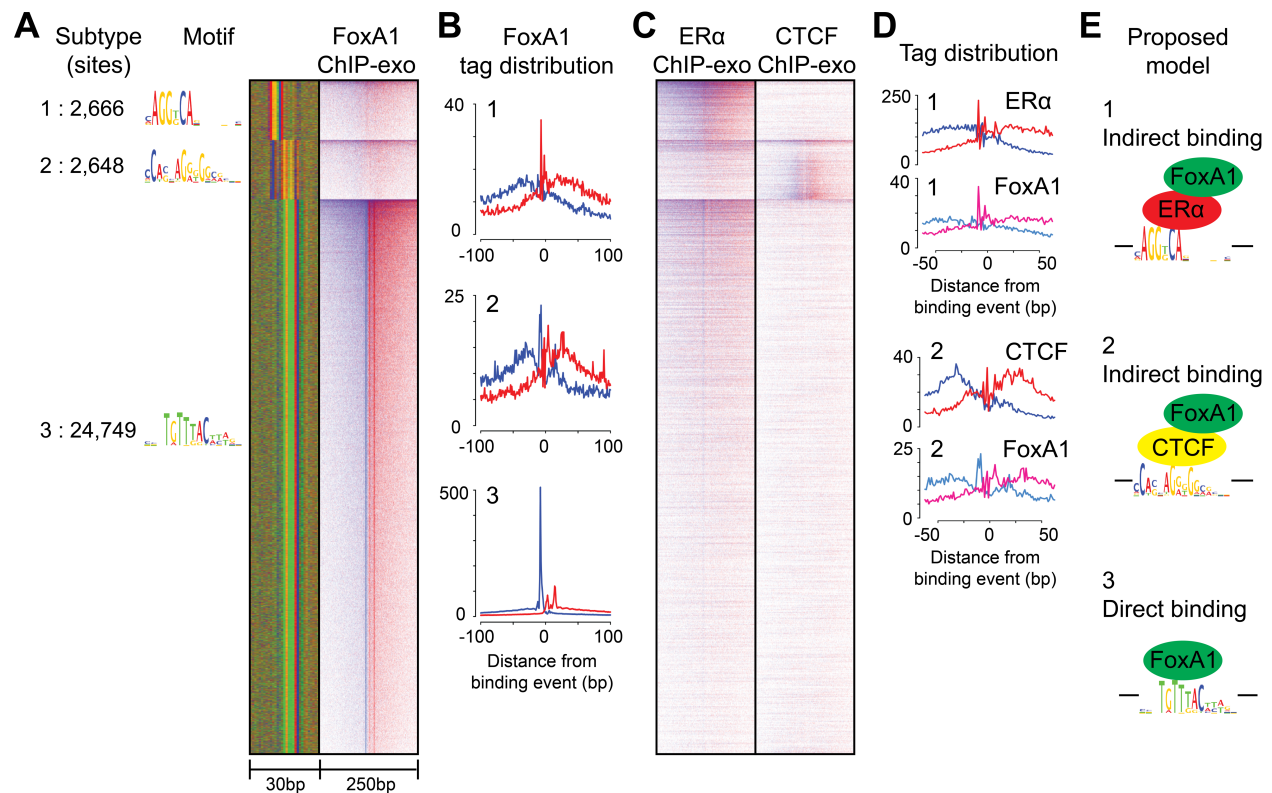 A
Subtype
(sites)
Motif
FoxA1
ChIP-exo
1 : 2,666
2 : 2,648
3 : 24,749
30bp
250bp
B
FoxA1
tag distribution
40
1
0
-100
0
100
25
2
0
-100
0
100
500
3
0
-100
0
100
Distance from
binding event (bp)
C
ERα
ChIP-exo
CTCF
ChIP-exo
D
Tag distribution
250
1
ERα
0
40
1
FoxA1
0
-50
0
50
Distance from
binding event (bp)
40
2
CTCF
0
25
2
FoxA1
0
-50
0
50
Distance from
binding event (bp)
E
Proposed
model
1
Indirect binding
FoxA1
ERα
2
Indirect binding
FoxA1
CTCF
3
Direct binding
FoxA1